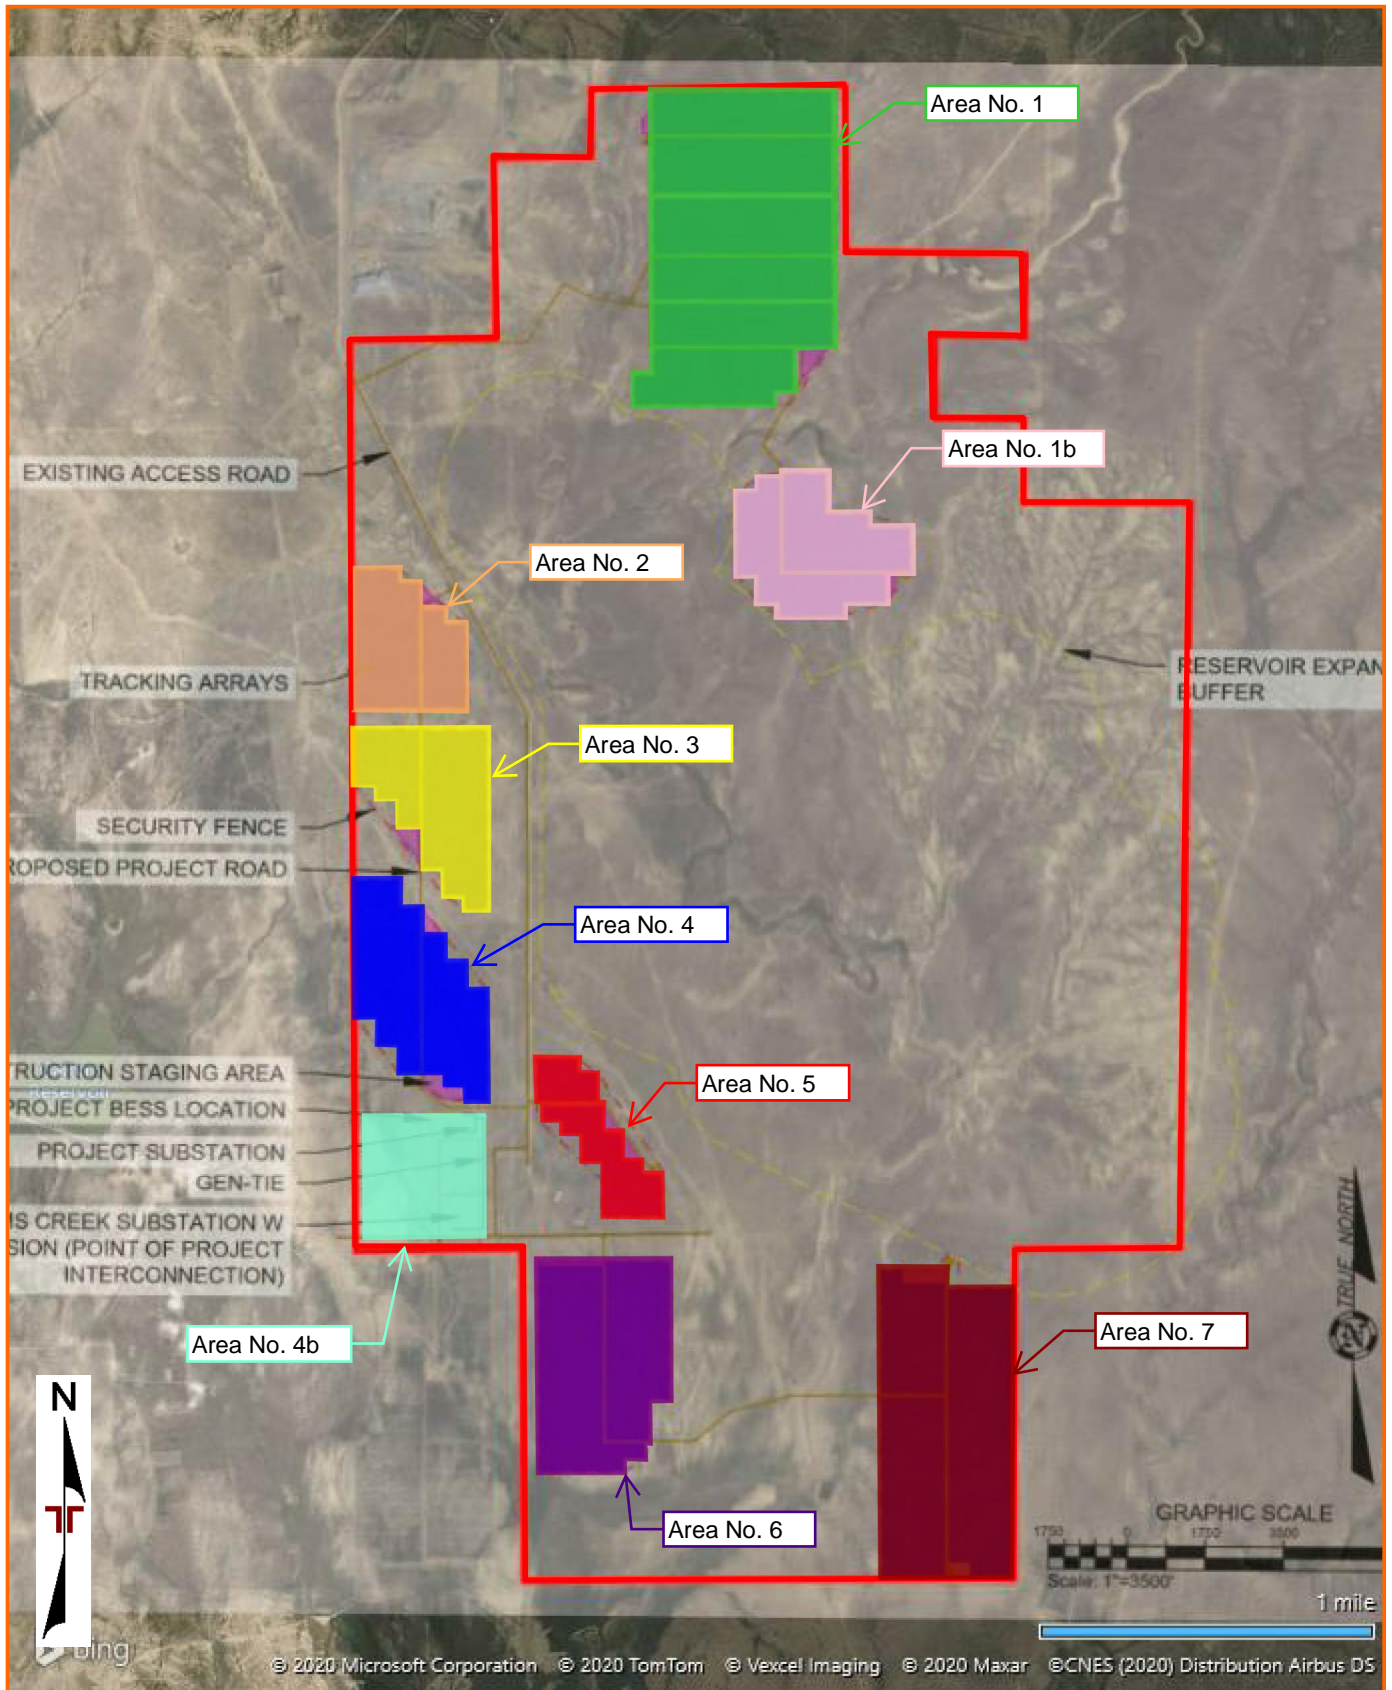 Area No. 1
Area No. 1b
EXISTING ACCESS ROAD
Area No. 2
TRACKING ARRAYS
RESERVOIR EXPAN
BUFFER
Area No. 3
SECURITY FENCE
ROPOSED PROJECT ROAD
Area No. 4
TRUCTION STAGING AREA
Reservoir
PROJECT BESS LOCATION
Area No. 5
PROJECT SUBSTATION
GEN-TIE
MS CREEK SUBSTATION W
SION (POINT OF PROJECT
INTERCONNECTION)
TRUE NORTH
Area No. 4b
Area No. 7
N
Area No. 6
GRAPHIC SCALE
1750 0 1750 3500
Scale: 1"=3500'
1 mile
bing
© 2020 Microsoft Corporation © 2020 TomTom © Vexcel Imaging © 2020 Maxar ©CNES (2020) Distribution Airbus DS